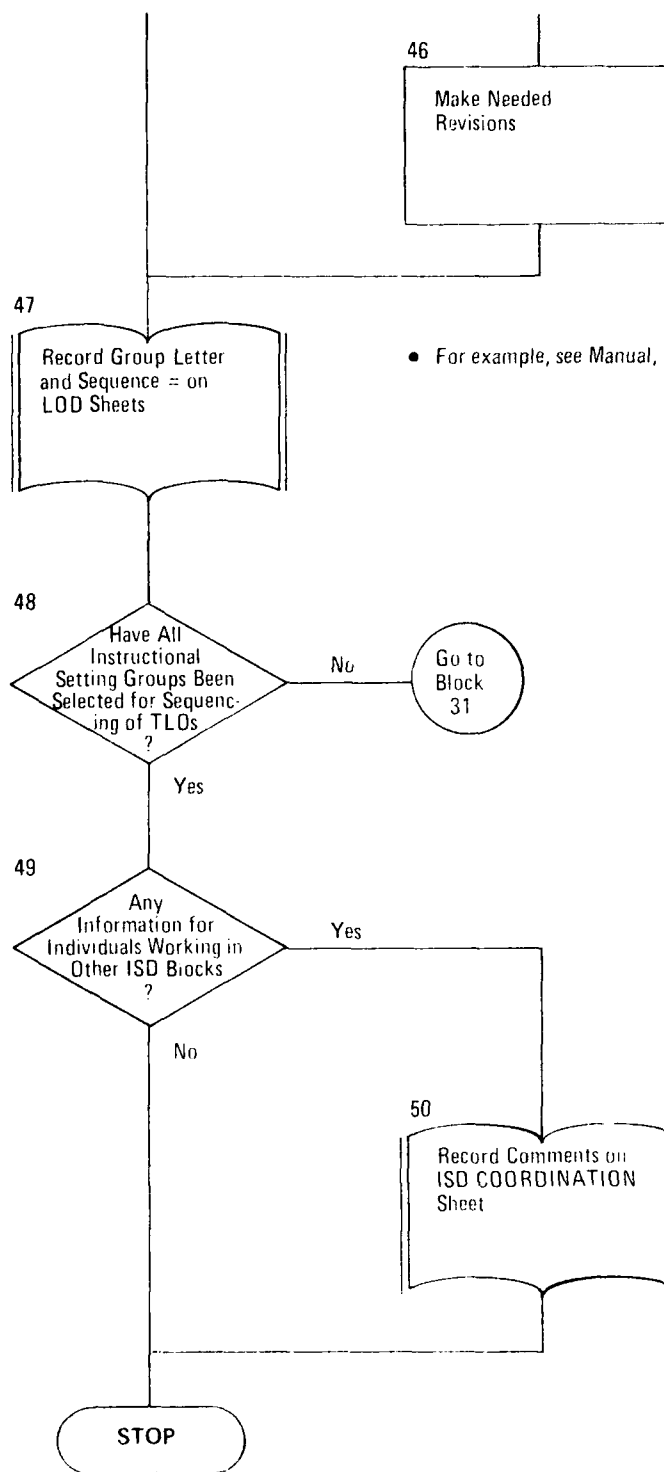 46
Make Needed
Revisions
47
Record Group Letter
and Sequence = on
LOD Sheets
• For example, see Manual,
48
Have All
Instructional
Setting Groups Been
Selected for Sequenc-
ing of TLOs
?
No
Go to
Block
31
Yes
49
Any
Information for
Individuals Working in
Other ISD Blocks
?
Yes
No
50
Record Comments on
ISD COORDINATION
Sheet
STOP